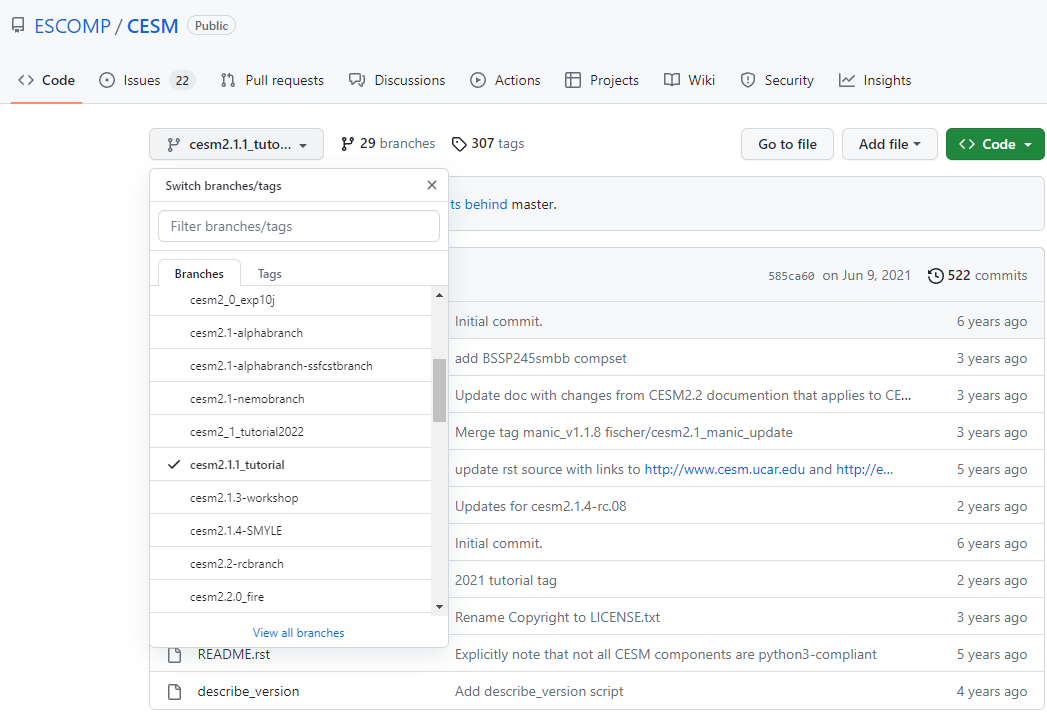 ESCOMP / CESM Public
Code Issues 22 Pull requests Discussions Actions Projects Wiki Security Insights
cesm2.1.1_tuto... 29 branches 307 tags Go to file Add file Code
Switch branches/tags
ts behind master.
Filter branches/tags
Branches Tags
585ca60 on Jun 9, 2021 522 commits
cesm2_0_exp10j
Initial commit. 6 years ago
cesm2.1-alphabranch
add BSSP245smbb compset 3 years ago
cesm2.1-alphabranch-ssfcstbranch
Update doc with changes from CESM2.2 documention that applies to CE... 3 years ago
cesm2.1-nemobranch
cesm2_1_tutorial2022
Merge tag manic_v1.1.8 fischer/cesm2.1_manic_update 3 years ago
cesm2.1.1_tutorial
update rst source with links to http://www.cesm.ucar.edu and http://e... 5 years ago
cesm2.1.3-workshop
Updates for cesm2.1.4-rc.08 2 years ago
cesm2.1.4-SMYLE
Initial commit. 6 years ago
cesm2.2-rcbranch
2021 tutorial tag 2 years ago
cesm2.2.0_fire
Rename Copyright to LICENSE.txt 3 years ago
View all branches
README.rst Explicitly note that not all CESM components are python3-compliant 5 years ago
describe_version Add describe_version script 4 years ago